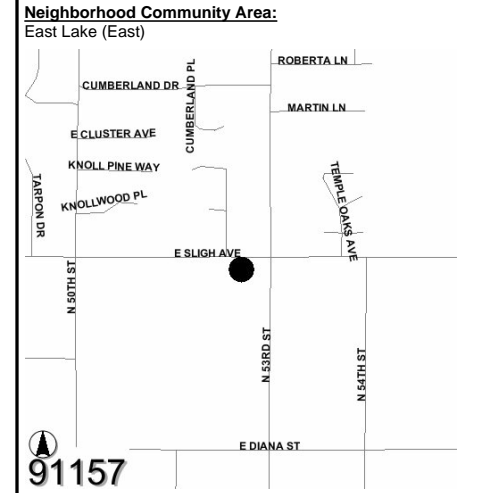 Neighborhood Community Area:
East Lake (East)
ROBERTA LN
CUMBERLAND DR
CUMBERLAND PL
MARTIN LN
E CLUSTER AVE
KNOLL PINE WAY
TARPON DR
KNOLLWOOD PL
TEMPLE OAKS AVE
E SLIGH AVE
N 50TH ST
N 53RD ST
N 54TH ST
E DIANA ST
91157